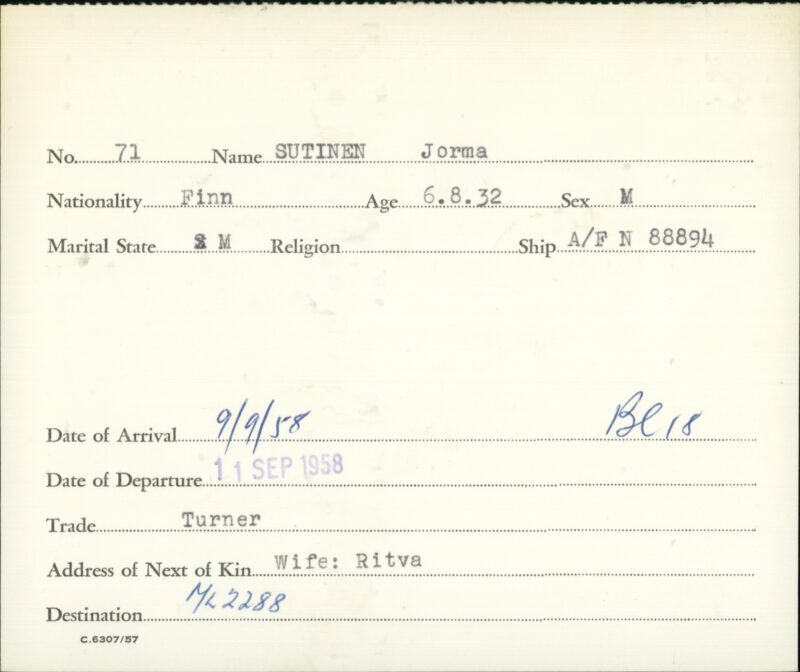 No. 71 Name SUTINEN Jorma
Nationality Finn Age 6.8.32 Sex M
Marital State M Religion Ship A/F N 88894
Date of Arrival 9/9/58 Bl 18
Date of Departure 11 SEP 1958
Trade Turner
Address of Next of Kin Wife: Ritva
Destination 2288
C.6307/57